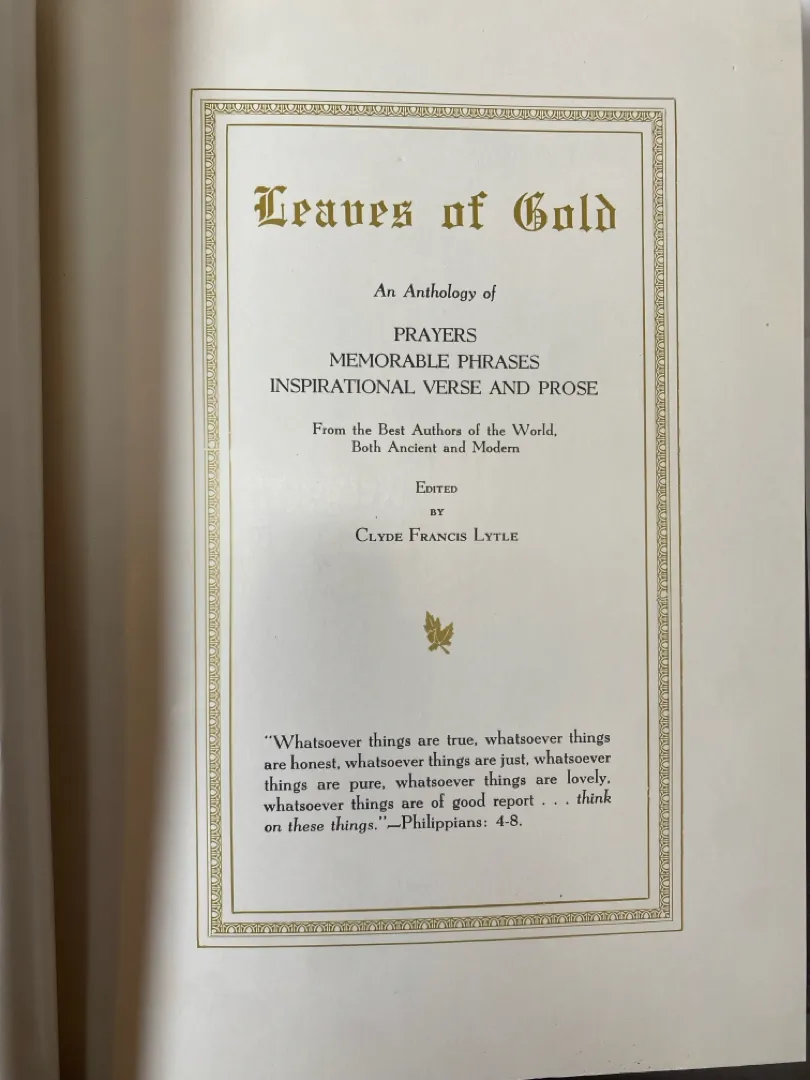 Leaves of Gold
An Anthology of
PRAYERS
MEMORABLE PHRASES
INSPIRATIONAL VERSE AND PROSE
From the Best Authors of the World,
Both Ancient and Modern
EDITED
BY
CLYDE FRANCIS LYTLE
"Whatsoever things are true, whatsoever things
are honest, whatsoever things are just, whatsoever
things are pure, whatsoever things are lovely,
whatsoever things are of good report . . . think
on these things."—Philippians: 4-8.